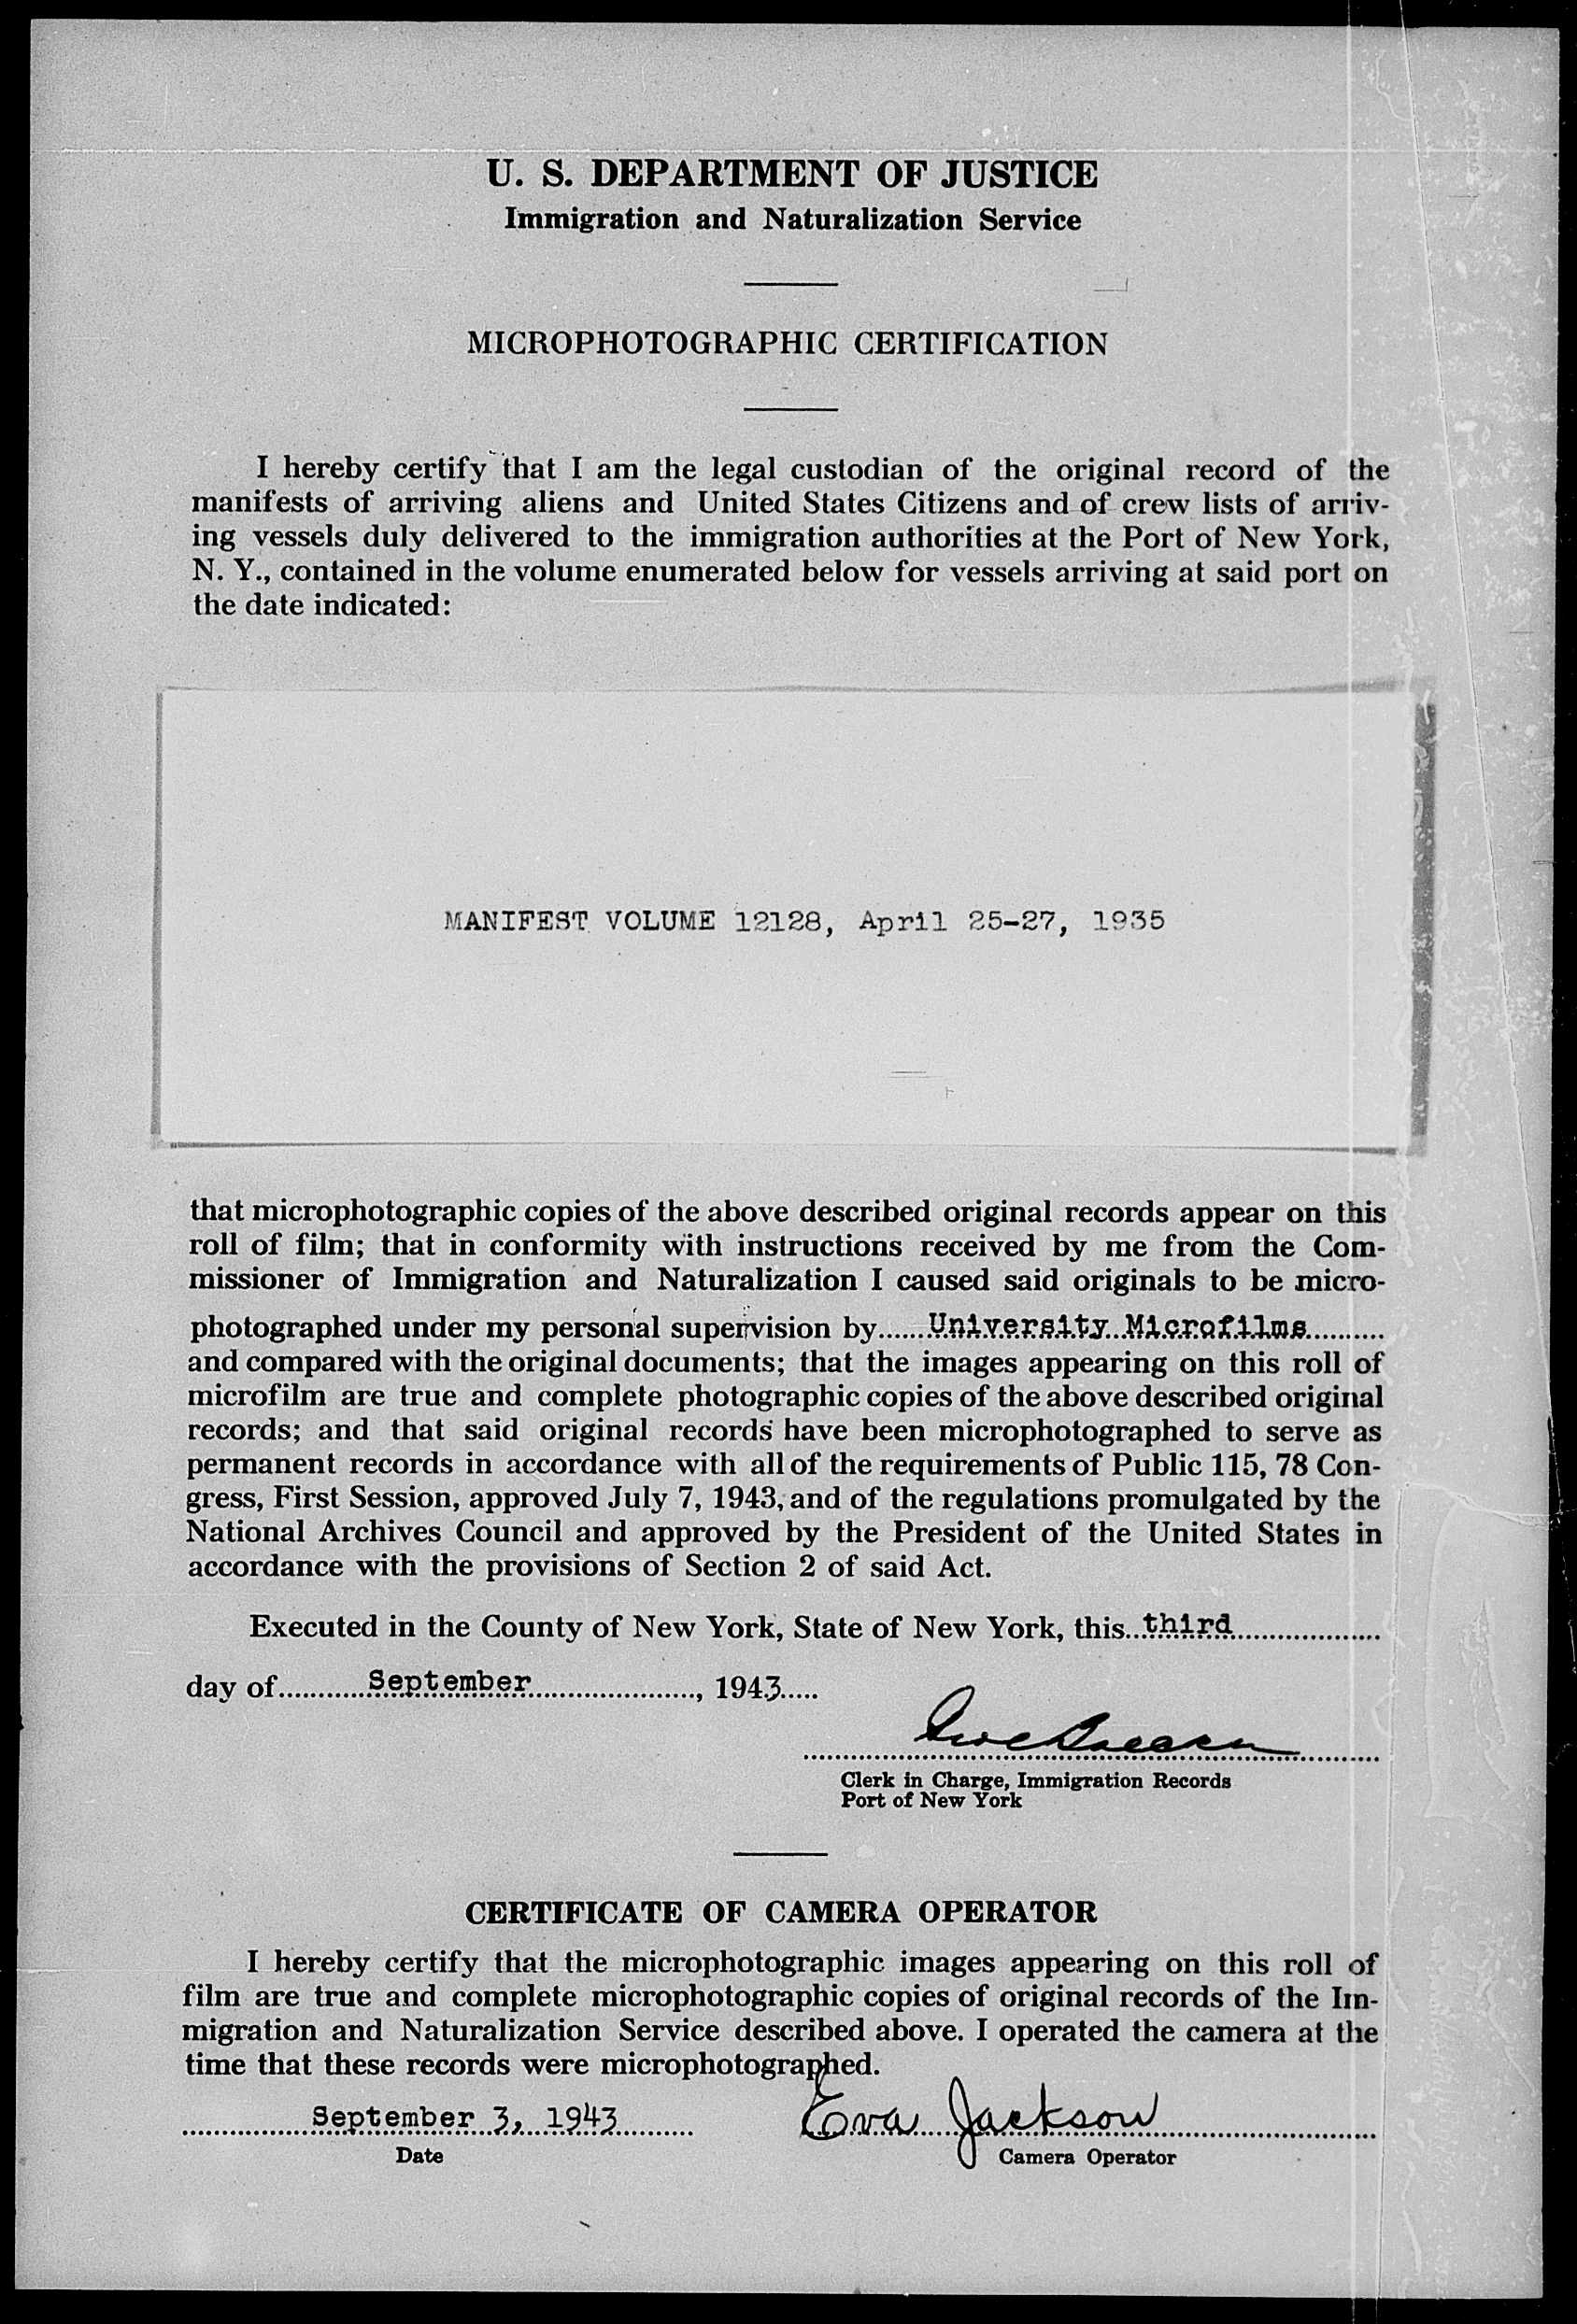 U. S. DEPARTMENT OF JUSTICE
Immigration and Naturalization Service
MICROPHOTOGRAPHIC CERTIFICATION
I hereby certify that I am the legal custodian of the original record of the
manifests of arriving aliens and United States Citizens and of crew lists of arriv-
ing vessels duly delivered to the immigration authorities at the Port of New York,
N. Y., contained in the volume enumerated below for vessels arriving at said port on
the date indicated:
MANIFEST VOLUME 12128, April 25-27, 1935
that microphotographic copies of the above described original records appear on this
roll of film; that in conformity with instructions received by me from the Com-
missioner of Immigration and Naturalization I caused said originals to be micro-
photographed under my personal supervision by......University Microfilms..........
and compared with the original documents; that the images appearing on this roll of
microfilm are true and complete photographic copies of the above described original
records; and that said original records have been microphotographed to serve as
permanent records in accordance with all of the requirements of Public 115, 78 Con-
gress, First Session, approved July 7, 1943, and of the regulations promulgated by the
National Archives Council and approved by the President of the United States in
accordance with the provisions of Section 2 of said Act.
Executed in the County of New York, State of New York, this...third...................
day of............September....................., 1943.....
Clerk in Charge, Immigration Records
Port of New York
CERTIFICATE OF CAMERA OPERATOR
I hereby certify that the microphotographic images appearing on this roll of
film are true and complete microphotographic copies of original records of the Im-
migration and Naturalization Service described above. I operated the camera at the
time that these records were microphotographed.
September 3, 1943 Eva Jackson
Date Camera Operator